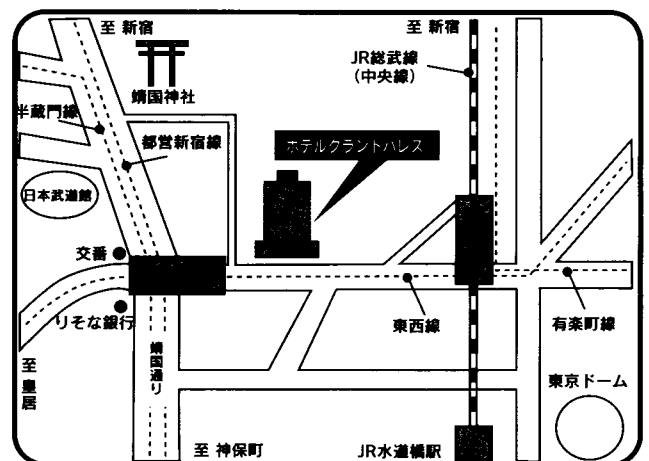 至 新宿
至 新宿
JR総武線
(中央線)
靖国神社
半蔵門線
都営新宿線
ホテルグランドパレス
日本武道館
交番
りそな銀行
東西線
有楽町線
至
皇
居
靖国通り
東京ドーム
至 神保町
JR水道橋駅